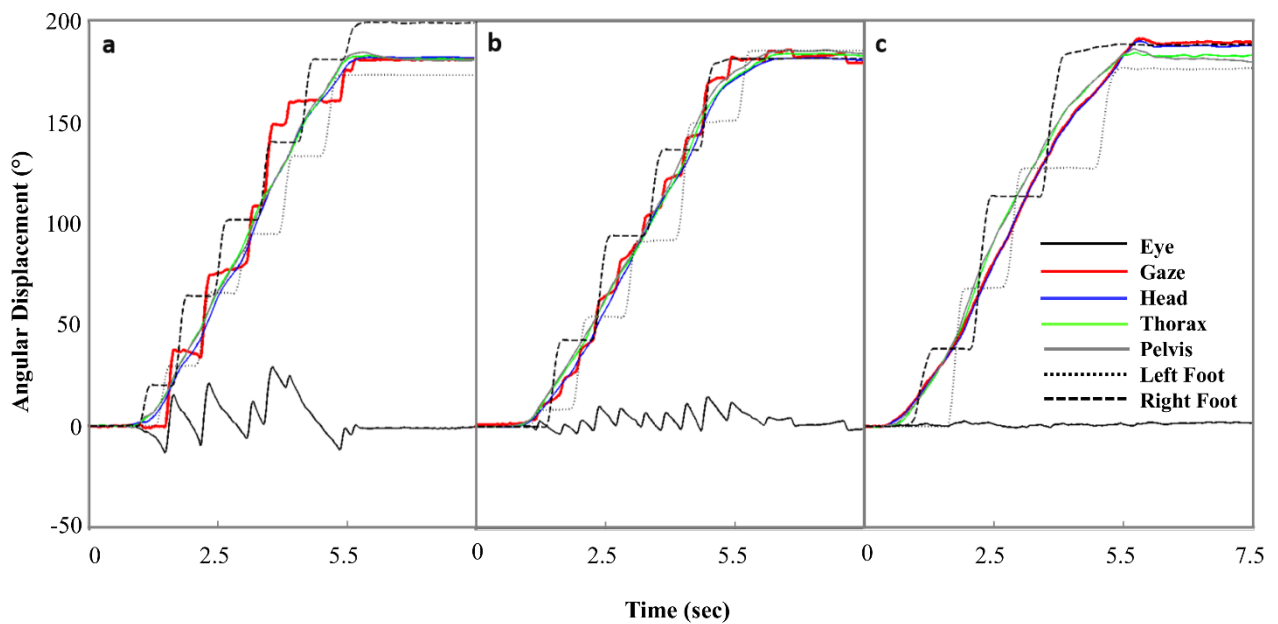 200
a
b
c
150
100
50
0
-50
Angular Displacement (°)
Eye
Gaze
Head
Thorax
Pelvis
Left Foot
Right Foot
0 2.5 5.5 0 2.5 5.5 0 2.5 5.5 7.5
Time (sec)